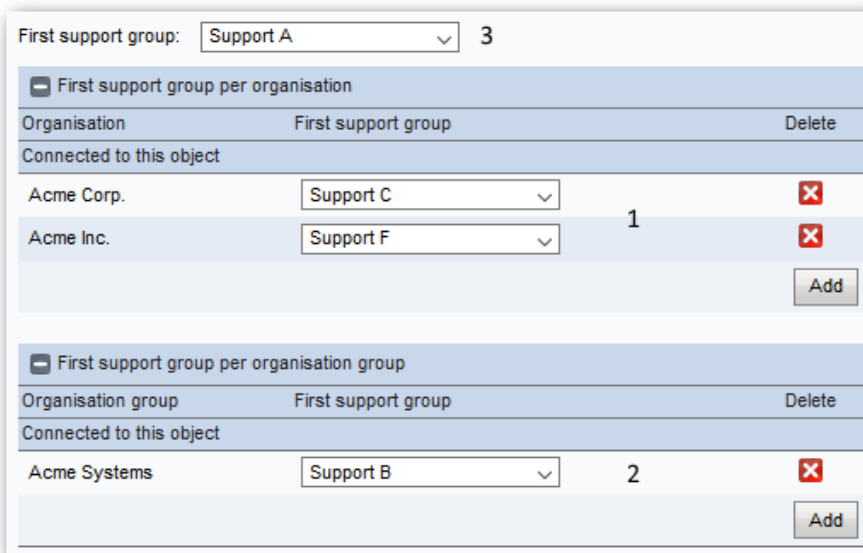 First support group: Support A 3
First support group per organisation
Organisation First support group Delete
Connected to this object
Acme Corp. Support C
1
Acme Inc. Support F
Add
First support group per organisation group
Organisation group First support group Delete
Connected to this object
Acme Systems Support B 2
Add